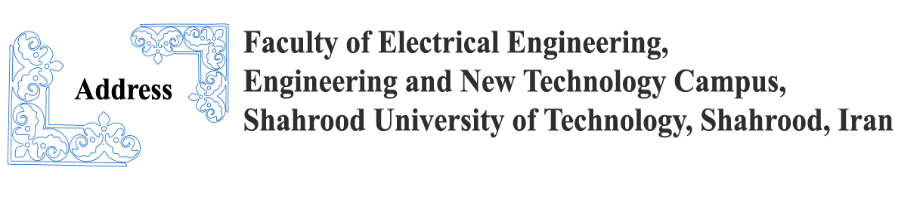 Address
Faculty of Electrical Engineering,
Engineering and New Technology Campus,
Shahrood University of Technology, Shahrood, Iran